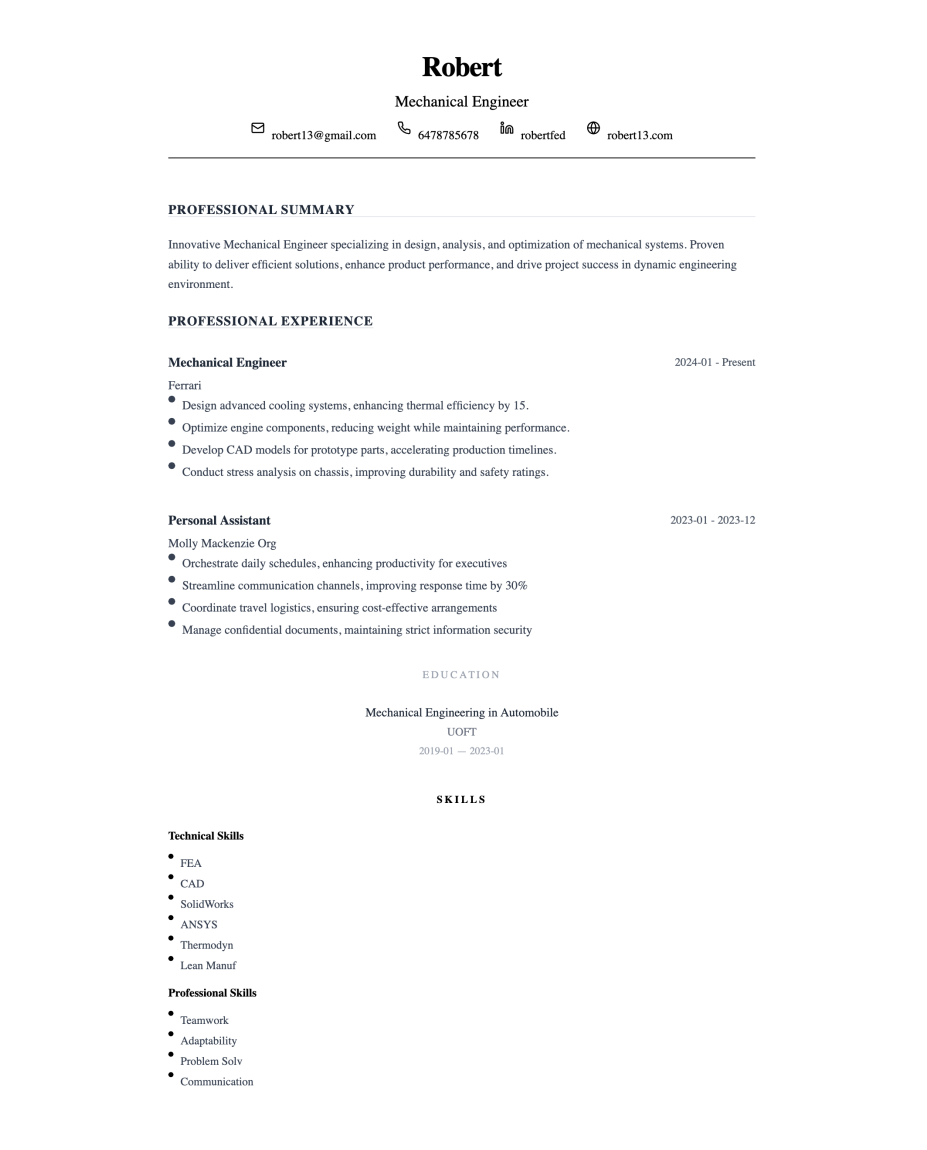 Robert
Mechanical Engineer
robert13@gmail.com 6478785678 robertfed robert13.com
PROFESSIONAL SUMMARY
Innovative Mechanical Engineer specializing in design, analysis, and optimization of mechanical systems. Proven
ability to deliver efficient solutions, enhance product performance, and drive project success in dynamic engineering
environment.
PROFESSIONAL EXPERIENCE
Mechanical Engineer 2024-01 - Present
Ferrari
• Design advanced cooling systems, enhancing thermal efficiency by 15.
• Optimize engine components, reducing weight while maintaining performance.
• Develop CAD models for prototype parts, accelerating production timelines.
• Conduct stress analysis on chassis, improving durability and safety ratings.
Personal Assistant 2023-01 - 2023-12
Molly Mackenzie Org
• Orchestrate daily schedules, enhancing productivity for executives
• Streamline communication channels, improving response time by 30%
• Coordinate travel logistics, ensuring cost-effective arrangements
• Manage confidential documents, maintaining strict information security
EDUCATION
Mechanical Engineering in Automobile
UOFT
2019-01 — 2023-01
SKILLS
Technical Skills
• FEA
• CAD
• SolidWorks
• ANSYS
• Thermodyn
• Lean Manuf
Professional Skills
• Teamwork
• Adaptability
• Problem Solv
• Communication